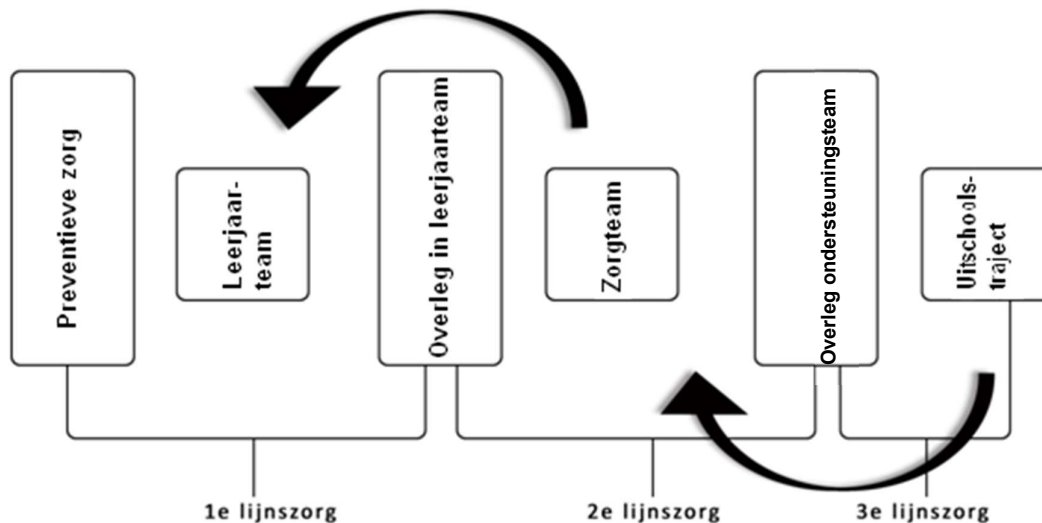 Preventieve zorg
Leerjaar-
team
Overleg in leerjaarteam
Zorgteam
Overleg ondersteuningsteam
Uitschools-
traject
1e lijnszorg
2e lijnszorg
3e lijnszorg